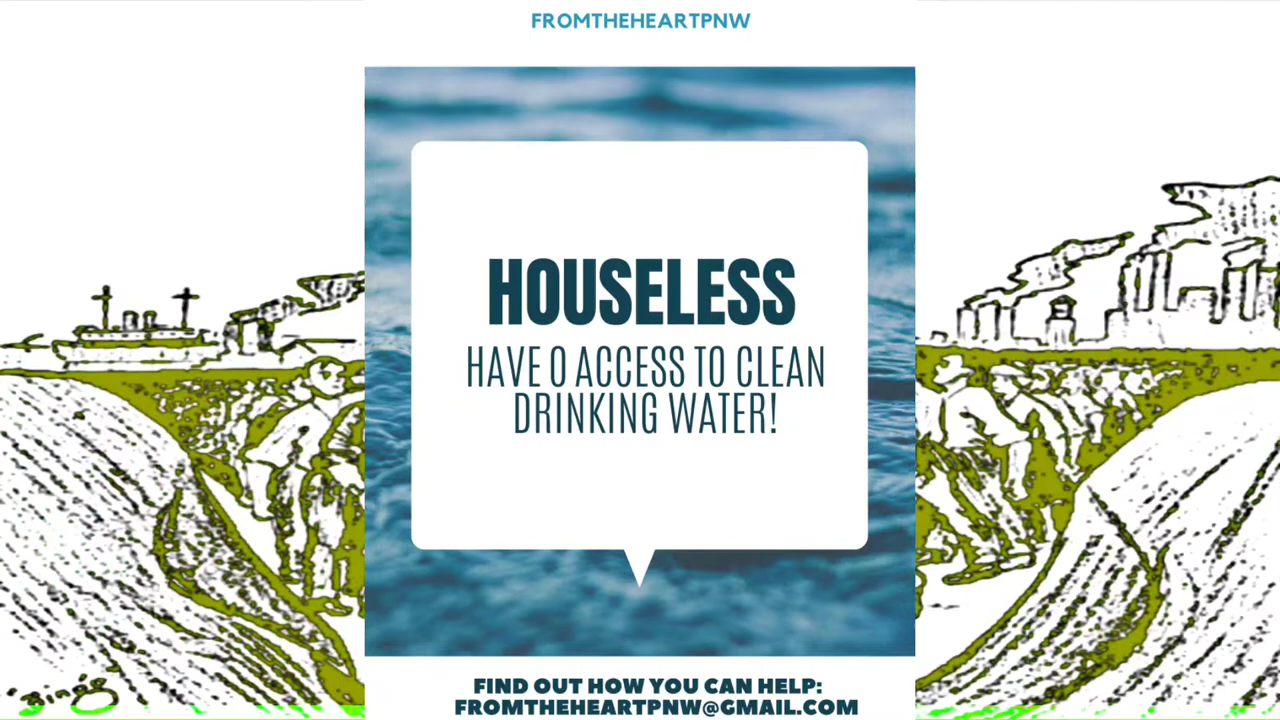 FROMTHEHEARTPNW
HOUSELESS
HAVE 0 ACCESS TO CLEAN
DRINKING WATER!
FIND OUT HOW YOU CAN HELP:
FROMTHEHEARTPNW@GMAIL.COM